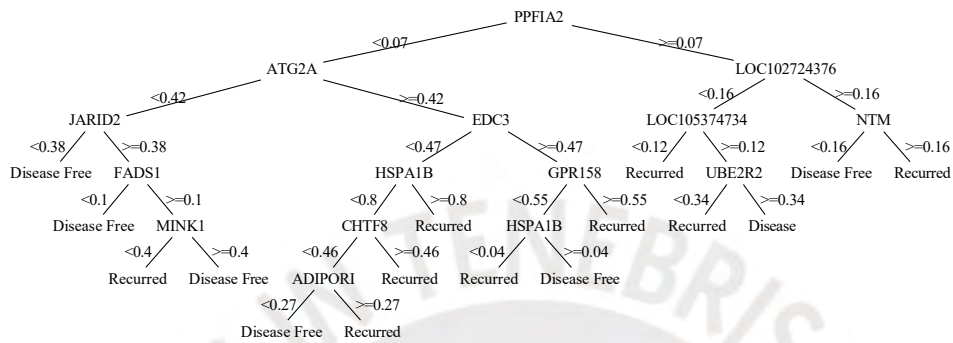 PPFIA2
<0.07 >=0.07
ATG2A LOC102724376
<0.42 >=0.42 <0.16 >=0.16
JARID2 EDC3 LOC105374734 NTM
<0.38 >=0.38 <0.47 >=0.47 <0.12 >=0.12 <0.16 >=0.16
Disease Free FADS1 HSPA1B GPR158 Recurred UBE2R2 Disease Free Recurred
<0.1 >=0.1 <0.8 >=0.8 <0.55 >=0.55 <0.34 >=0.34
Disease Free MINK1 CHTF8 Recurred HSPA1B Recurred Recurred Disease
<0.4 >=0.4 <0.46 >=0.46 <0.04 >=0.04
Recurred Disease Free ADIPORI Recurred Recurred Disease Free
<0.27 >=0.27
Disease Free Recurred
IN TENEBRIS